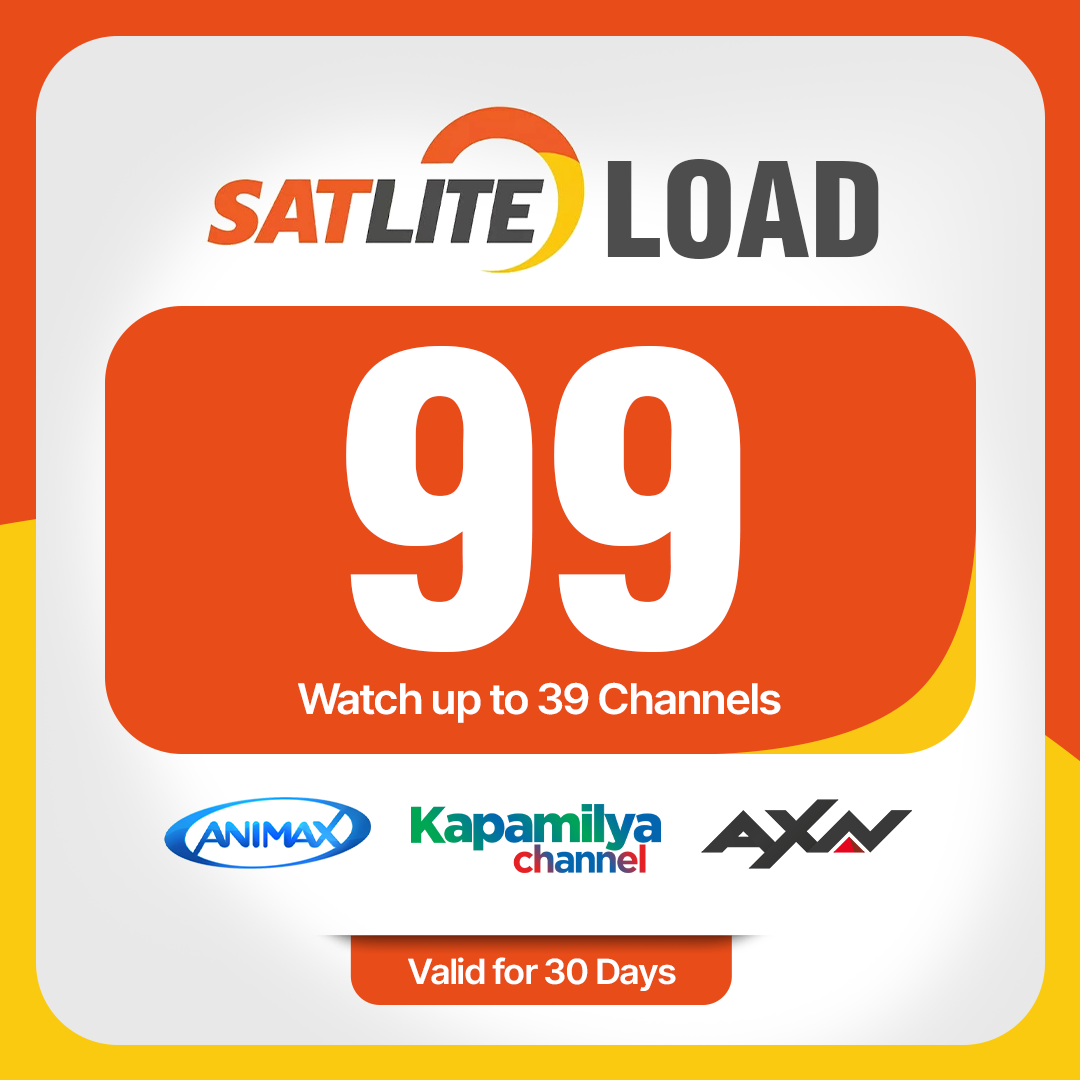 SATLITE LOAD
99
Watch up to 39 Channels
ANIMAX Kapamilya channel AXN
Valid for 30 Days